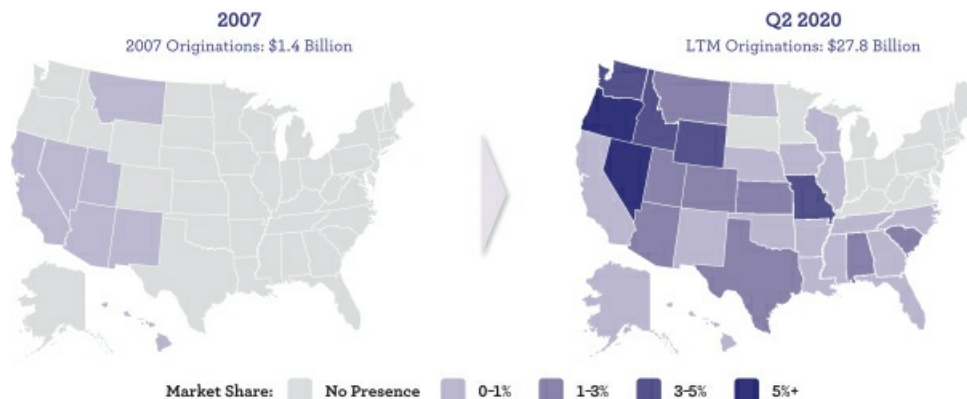 2007
2007 Originations: $1.4 Billion
Q2 2020
LTM Originations: $27.8 Billion
Market Share: No Presence 0-1% 1-3% 3-5% 5%+